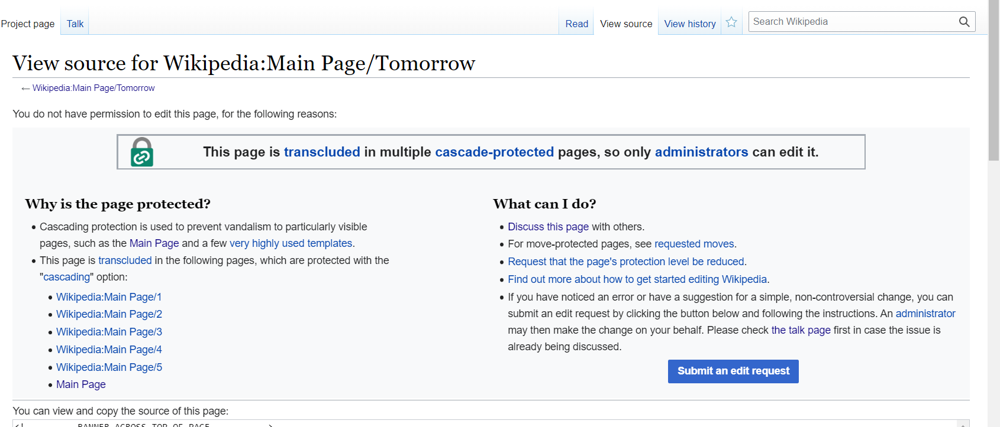 Project page
Talk
Read
View source
View history
Search Wikipedia
View source for Wikipedia:Main Page/Tomorrow
← Wikipedia:Main Page/Tomorrow
You do not have permission to edit this page, for the following reasons:
This page is transcluded in multiple cascade-protected pages, so only administrators can edit it.
Why is the page protected?
• Cascading protection is used to prevent vandalism to particularly visible
pages, such as the Main Page and a few very highly used templates.
• This page is transcluded in the following pages, which are protected with the
"cascading" option:
• Wikipedia:Main Page/1
• Wikipedia:Main Page/2
• Wikipedia:Main Page/3
• Wikipedia:Main Page/4
• Wikipedia:Main Page/5
• Main Page
What can I do?
• Discuss this page with others.
• For move-protected pages, see requested moves.
• Request that the page's protection level be reduced.
• Find out more about how to get started editing Wikipedia.
• If you have noticed an error or have a suggestion for a simple, non-controversial change, you can
submit an edit request by clicking the button below and following the instructions. An administrator
may then make the change on your behalf. Please check the talk page first in case the issue is
already being discussed.
Submit an edit request
You can view and copy the source of this page:
BANNER ACROSS TOP OF PAGE